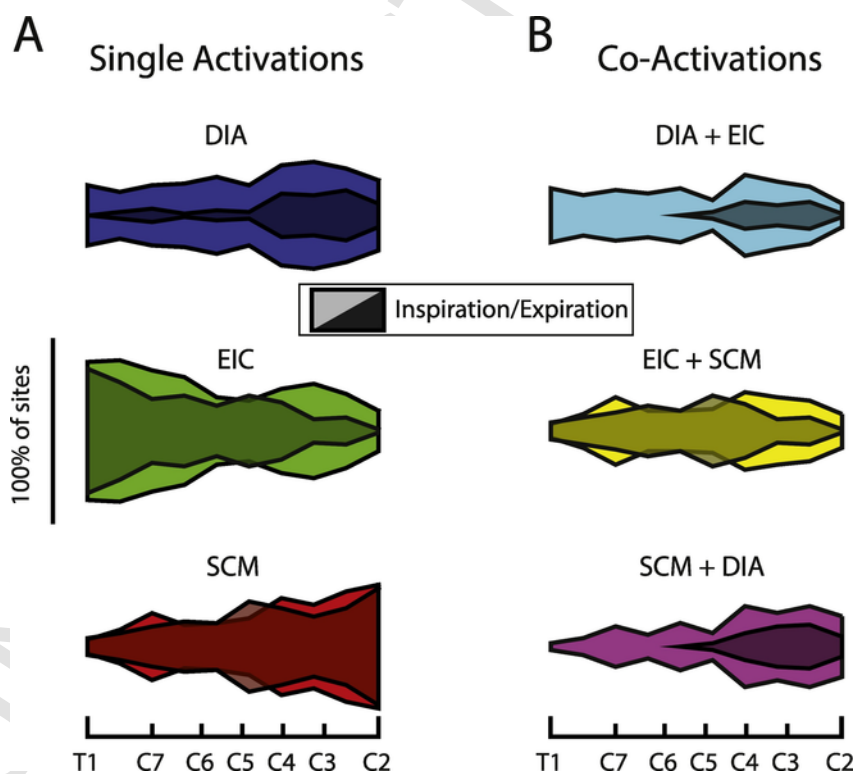 A
Single Activations
B
Co-Activations
DIA
DIA + EIC
Inspiration/Expiration
EIC
EIC + SCM
100% of sites
SCM
SCM + DIA
T1 C7 C6 C5 C4 C3 C2
T1 C7 C6 C5 C4 C3 C2